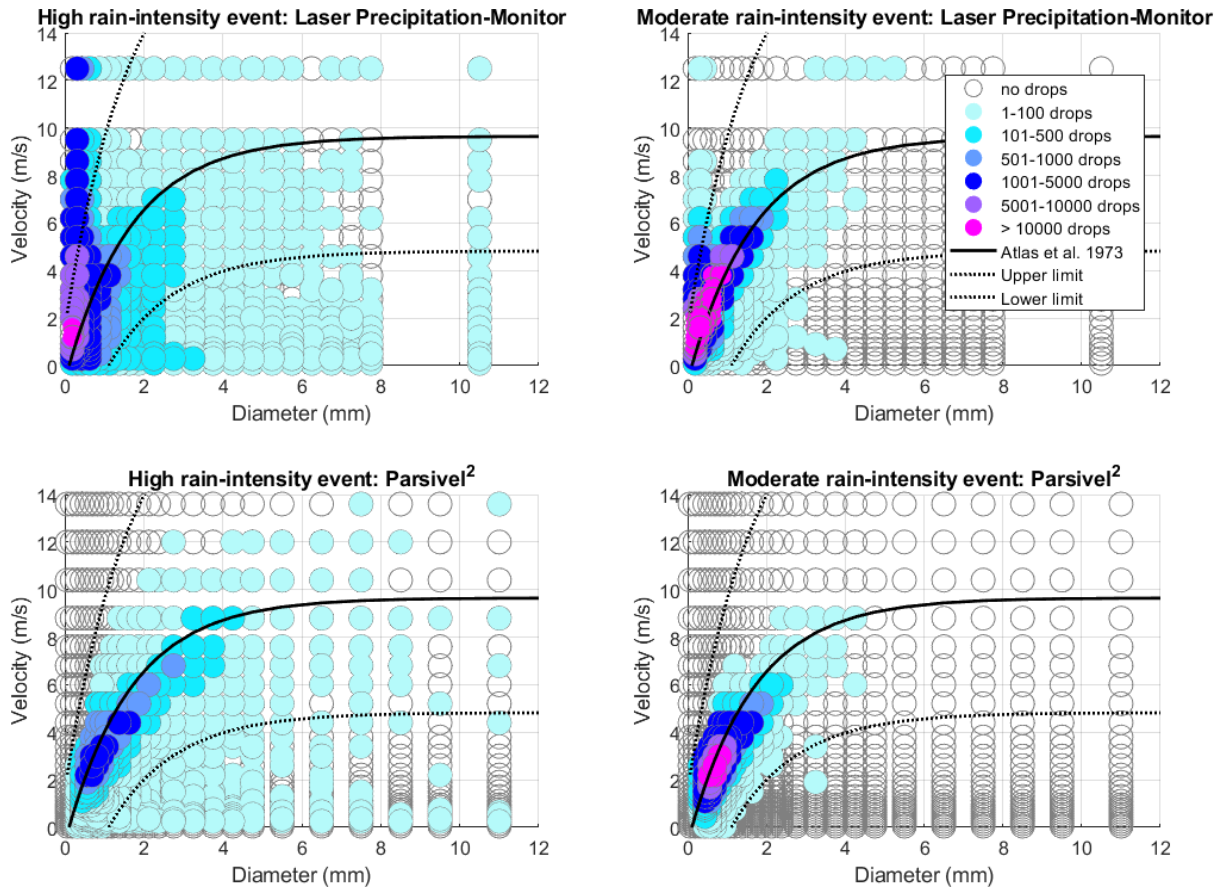 High rain-intensity event: Laser Precipitation-Monitor
14
12
10
8
6
4
2
0
Velocity (m/s)
0 2 4 6 8 10 12
Diameter (mm)
Moderate rain-intensity event: Laser Precipitation-Monitor
14
12
10
8
6
4
2
0
Velocity (m/s)
0 2 4 6 8 10 12
Diameter (mm)
no drops
1-100 drops
101-500 drops
501-1000 drops
1001-5000 drops
5001-10000 drops
> 10000 drops
Atlas et al. 1973
Upper limit
Lower limit
High rain-intensity event: Parsivel²
14
12
10
8
6
4
2
0
Velocity (m/s)
0 2 4 6 8 10 12
Diameter (mm)
Moderate rain-intensity event: Parsivel²
14
12
10
8
6
4
2
0
Velocity (m/s)
0 2 4 6 8 10 12
Diameter (mm)